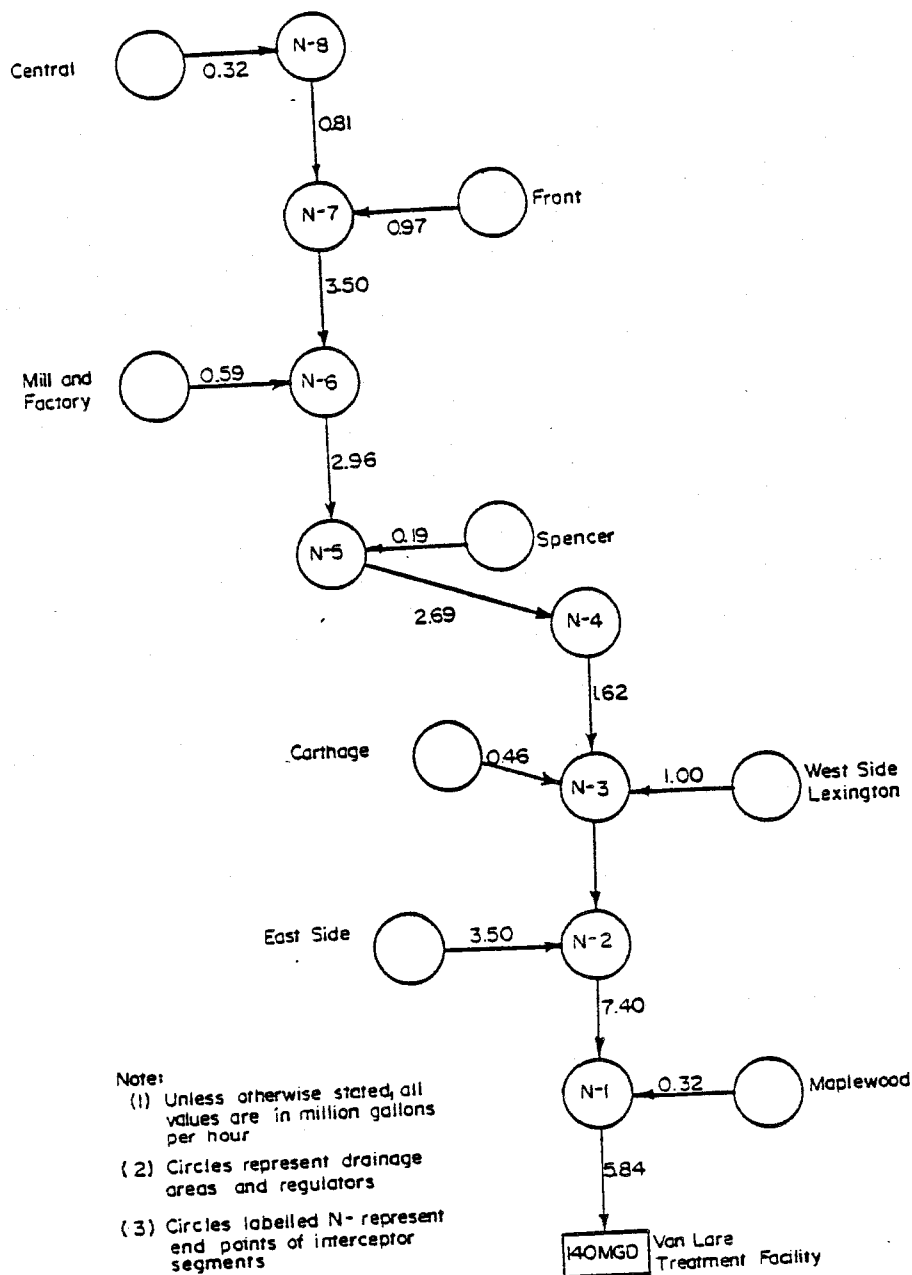 N-8
Central
0.32
0.81
N-7
Front
0.97
3.50
Mill and
Factory
0.59
N-6
2.96
N-5
0.19
Spencer
2.69
N-4
1.62
Carthage
0.46
N-3
1.00
West Side
Lexington
East Side
3.50
N-2
7.40
Note:
(1) Unless otherwise stated, all
values are in million gallons
per hour
N-1
0.32
Maplewood
(2) Circles represent drainage
areas and regulators
5.84
(3) Circles labelled N- represent
end points of interceptor
segments
140MGD
Van Lare
Treatment Facility